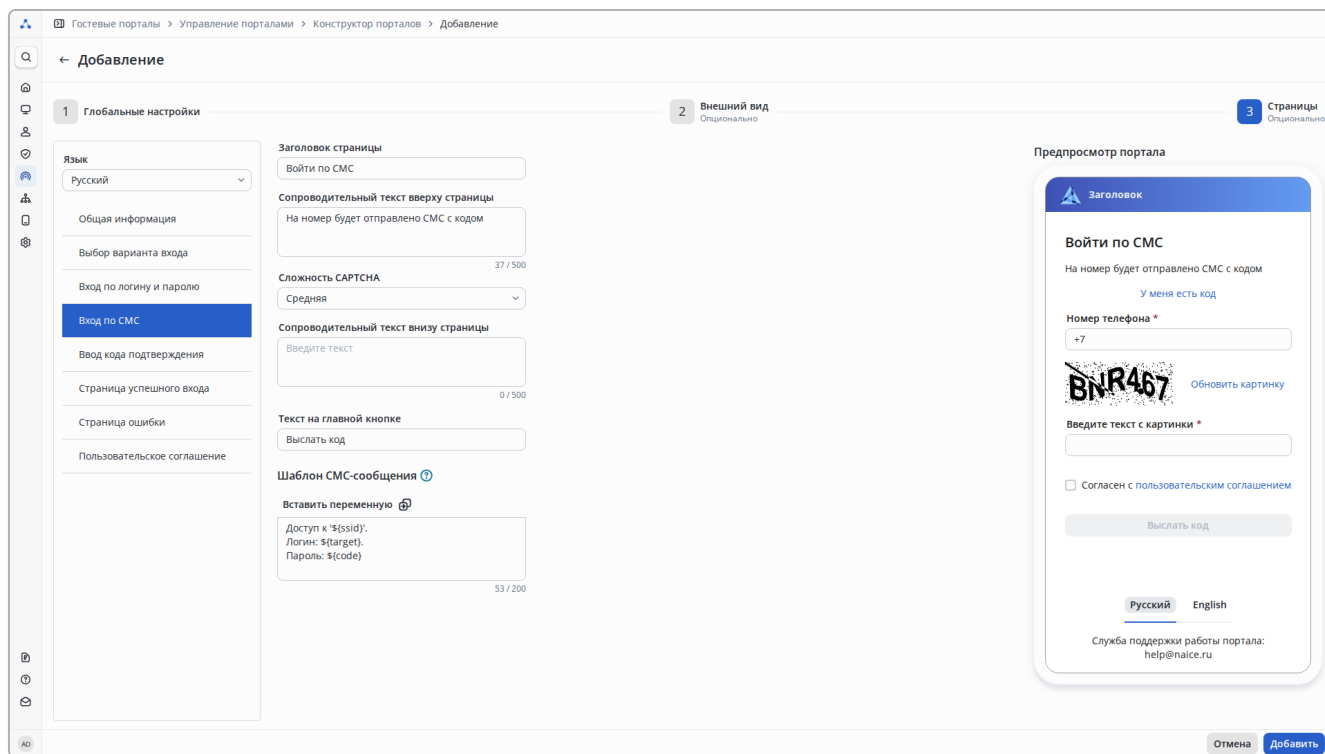 Гостевые порталы > Управление порталами > Конструктор порталов > Добавление
← Добавление
1 Глобальные настройки
2 Внешний вид
Опционально
3 Страницы
Опционально
Язык
Русский
Общая информация
Выбор варианта входа
Вход по логину и паролю
Вход по СМС
Ввод кода подтверждения
Страница успешного входа
Страница ошибки
Пользовательское соглашение
Заголовок страницы
Войти по СМС
Сопроводительный текст вверху страницы
На номер будет отправлено СМС с кодом
37 / 500
Сложность CAPTCHA
Средняя
Сопроводительный текст внизу страницы
Введите текст
0 / 500
Текст на главной кнопке
Выслать код
Шаблон СМС-сообщения ?
Вставить переменную
Доступ к '${ssid}'.
Логин: ${target}.
Пароль: ${code}
53 / 200
Предпросмотр портала
Заголовок
Войти по СМС
На номер будет отправлено СМС с кодом
У меня есть код
Номер телефона *
+7
BNR467
Обновить картинку
Введите текст с картинки *
Согласен с пользовательским соглашением
Выслать код
Русский English
Служба поддержки работы портала:
help@naice.ru
AD
Отмена Добавить